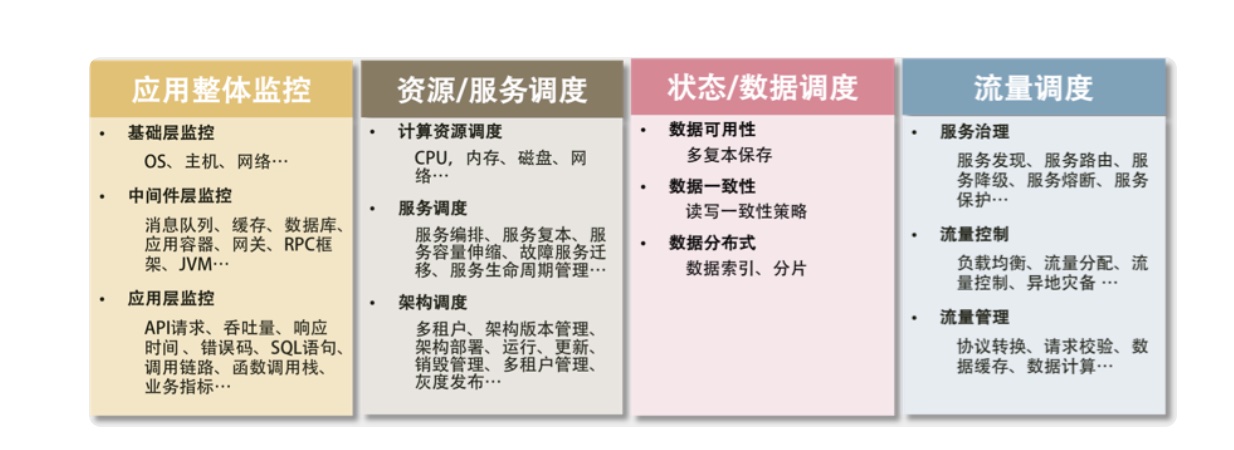 应用整体监控
• 基础层监控
OS、主机、网络…
• 中间件层监控
消息队列、缓存、数据库、
应用容器、网关、RPC框
架、JVM…
• 应用层监控
API请求、吞吐量、响应
时间、错误码、SQL语句、
调用链路、函数调用栈、
业务指标…
资源/服务调度
• 计算资源调度
CPU，内存、磁盘、网
络…
• 服务调度
服务编排、服务复本、服
务容量伸缩、故障服务迁
移、服务生命周期管理…
• 架构调度
多租户、架构版本管理、
架构部署、运行、更新、
销毁管理、多租户管理、
灰度发布…
状态/数据调度
• 数据可用性
多复本保存
• 数据一致性
读写一致性策略
• 数据分布式
数据索引、分片
流量调度
• 服务治理
服务发现、服务路由、服
务降级、服务熔断、服务
保护…
• 流量控制
负载均衡、流量分配、流
量控制、异地灾备 …
• 流量管理
协议转换、请求校验、数
据缓存、数据计算…